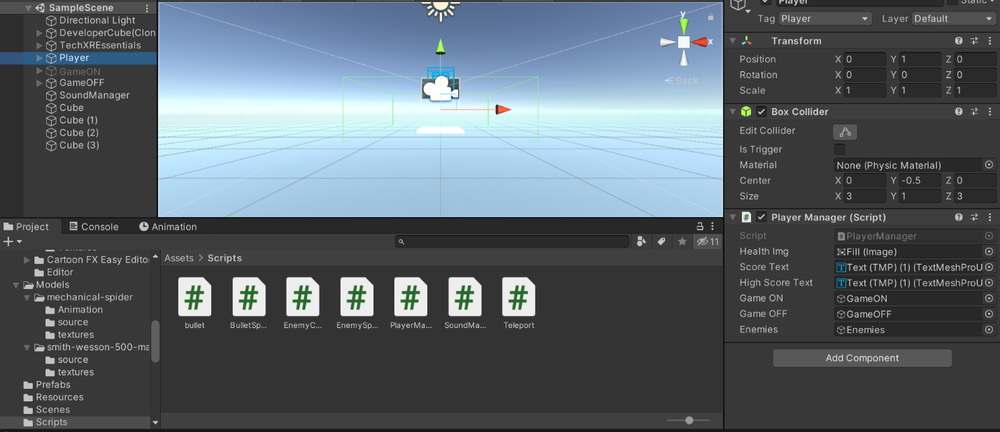 SampleScene
Directional Light
DeveloperCube(Clon
TechXREssentials
Player
GameON
GameOFF
SoundManager
Cube
Cube (1)
Cube (2)
Cube (3)
y
x
Back
Player
Static
Tag Player Layer Default
Transform
Position X 0 Y 1 Z 0
Rotation X 0 Y 0 Z 0
Scale X 1 Y 1 Z 1
Box Collider
Edit Collider
Is Trigger
Material None (Physic Material)
Center X 0 Y -0.5 Z 0
Size X 3 Y 1 Z 3
Player Manager (Script)
Script PlayerManager
Health Img Fill (Image)
Score Text Text (TMP) (1) (TextMeshProU
High Score Text Text (TMP) (1) (TextMeshProU
Game ON GameON
Game OFF GameOFF
Enemies Enemies
Add Component
Project Console Animation
11
Cartoon FX Easy Editor
Editor
Models
mechanical-spider
Animation
source
textures
smith-wesson-500-ma
source
textures
Prefabs
Resources
Scenes
Scripts
Assets > Scripts
bullet BulletSp... EnemyC... EnemySp... PlayerMa... SoundMa... Teleport